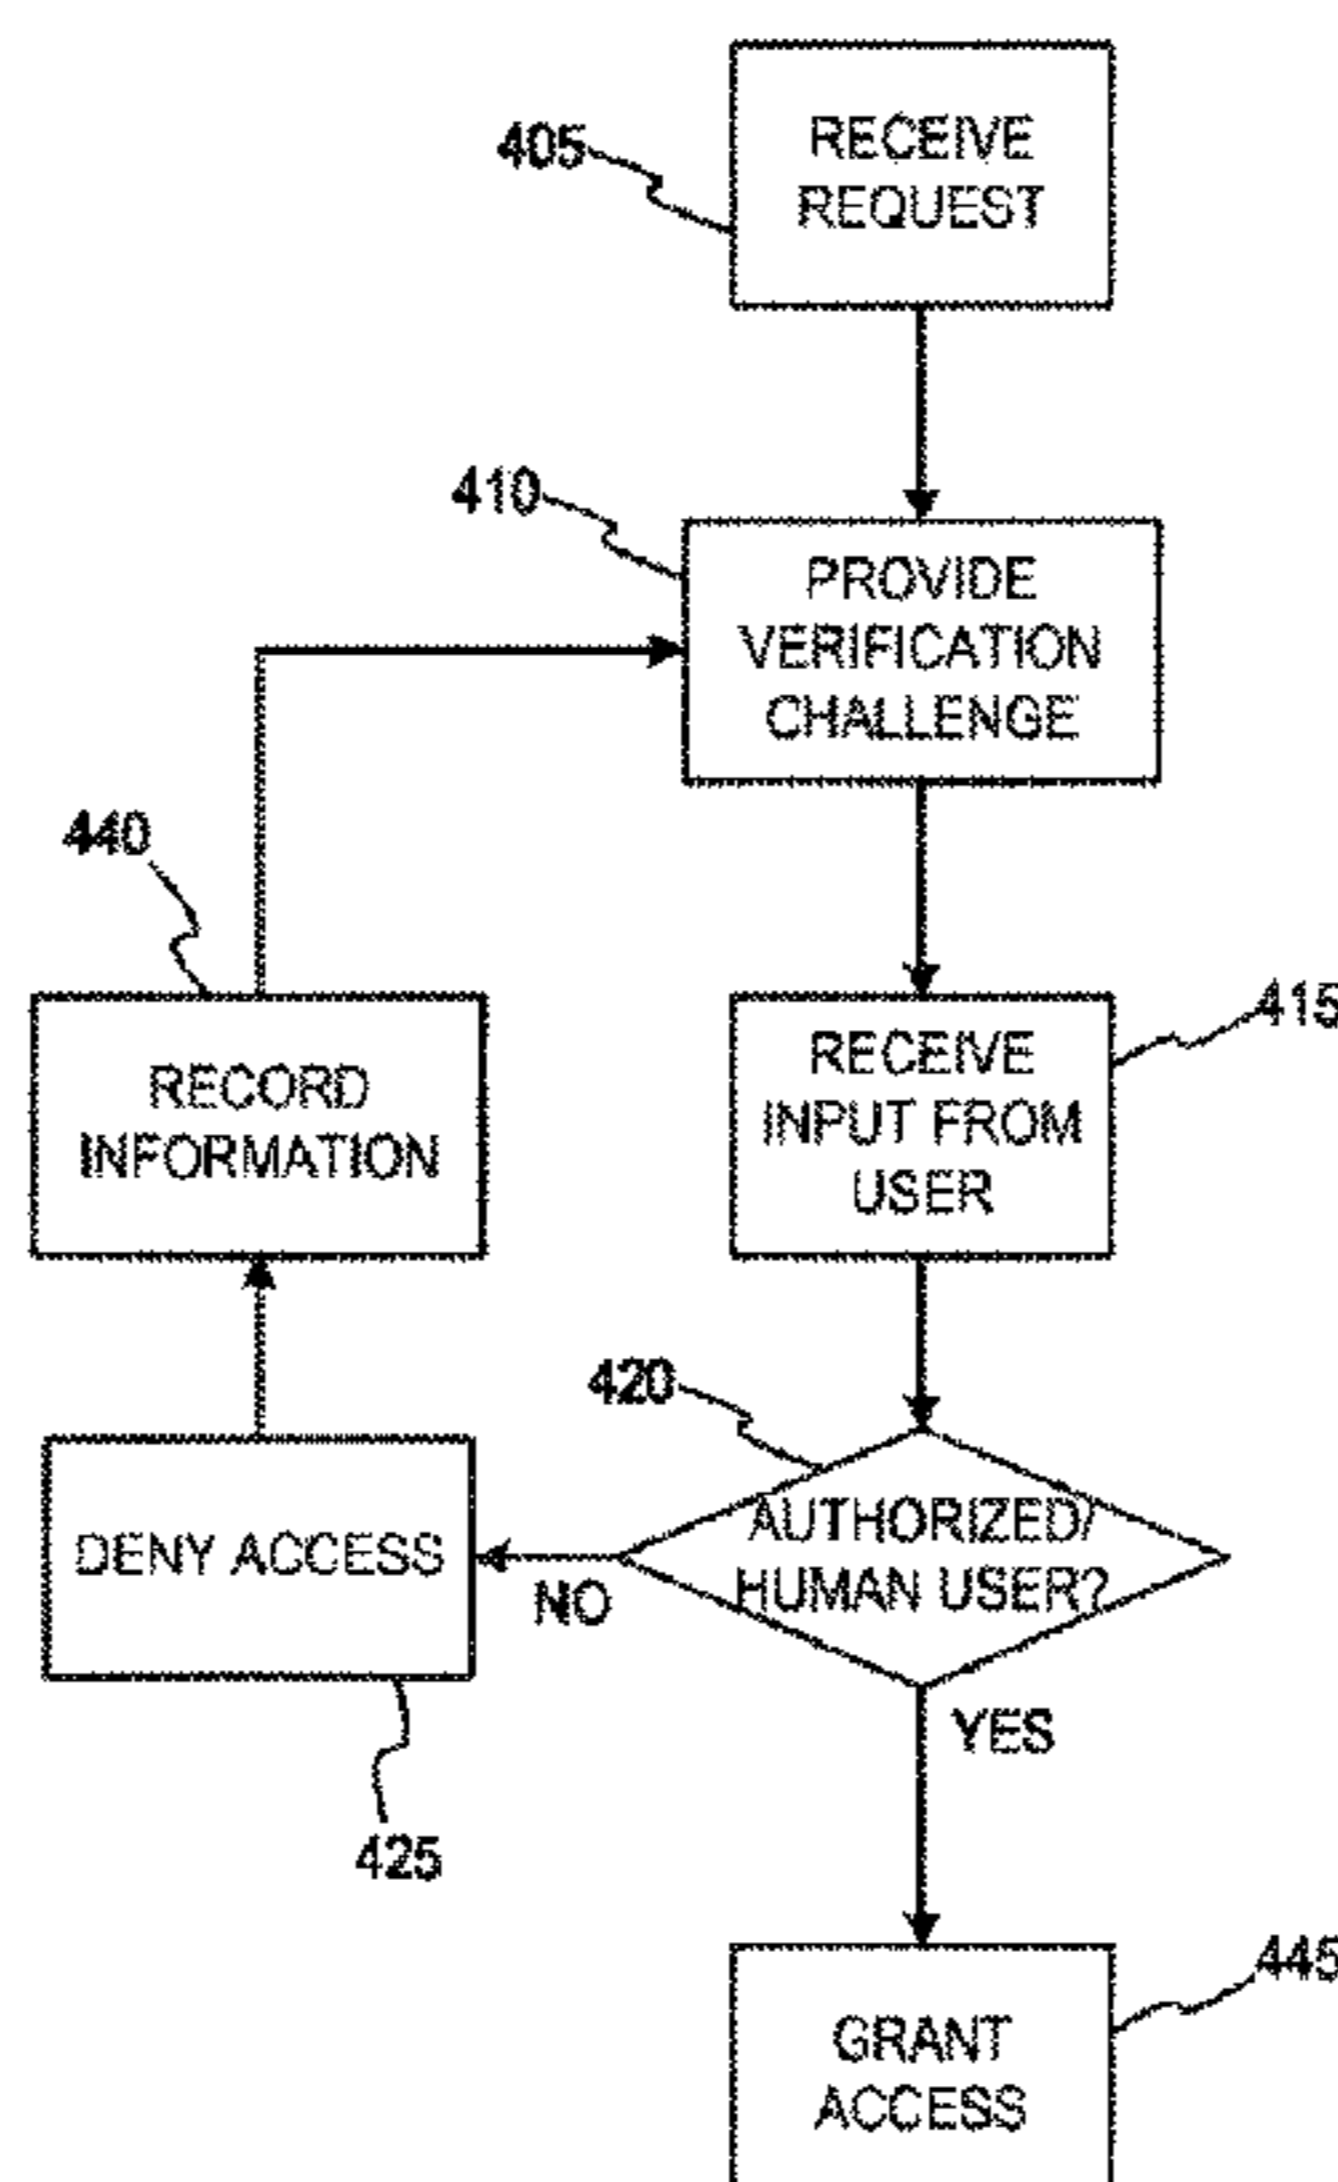 405
RECEIVE
REQUEST
410
PROVIDE
VERIFICATION
CHALLENGE
440
RECORD
INFORMATION
415
RECEIVE
INPUT FROM
USER
420
AUTHORIZED/
HUMAN USER?
DENY ACCESS
NO
YES
425
445
GRANT
ACCESS